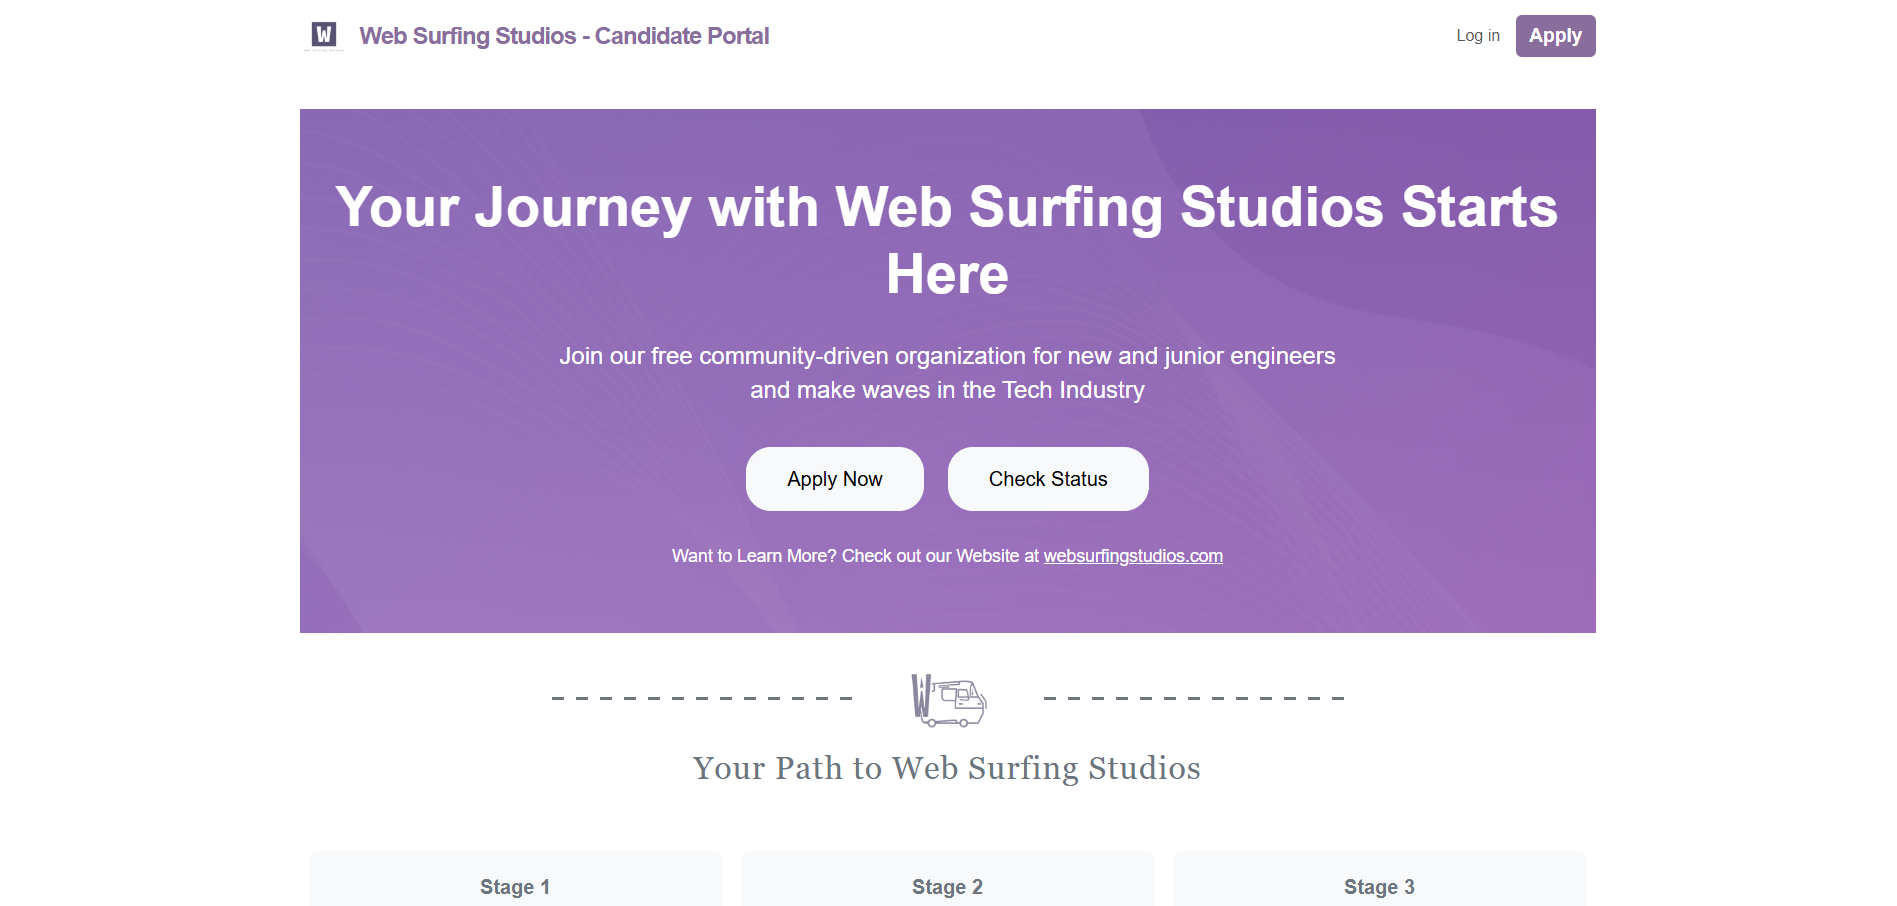 W
Web Surfing Studios - Candidate Portal
Log in
Apply
Your Journey with Web Surfing Studios Starts
Here
Join our free community-driven organization for new and junior engineers
and make waves in the Tech Industry
Apply Now
Check Status
Want to Learn More? Check out our Website at websurfingstudios.com
W
Your Path to Web Surfing Studios
Stage 1
Stage 2
Stage 3